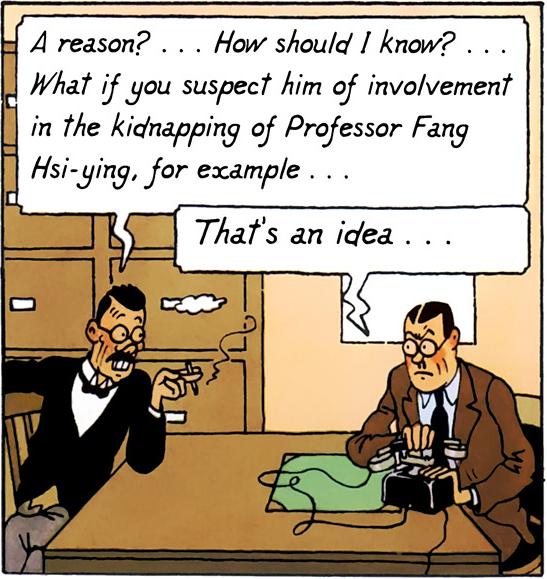 A reason? . . . How should I know? . . .
What if you suspect him of involvement
in the kidnapping of Professor Fang
Hsi-ying, for example . . .
That's an idea . . .